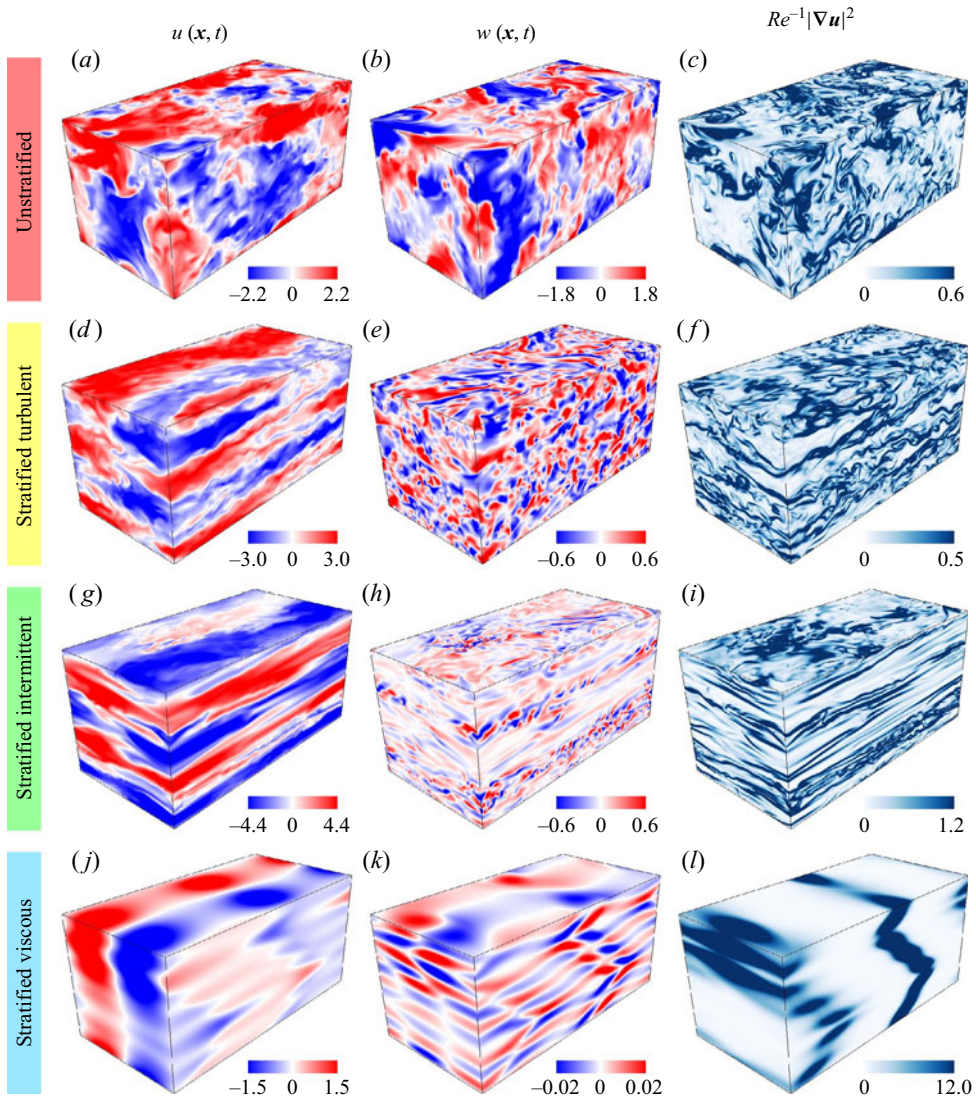 u (x, t) w (x, t) Re⁻¹|∇u|²
Unstratified
(a) (b) (c)
−2.2 0 2.2 −1.8 0 1.8 0 0.6
Stratified turbulent
(d) (e) (f)
−3.0 0 3.0 −0.6 0 0.6 0 0.5
Stratified intermittent
(g) (h) (i)
−4.4 0 4.4 −0.6 0 0.6 0 1.2
Stratified viscous
(j) (k) (l)
−1.5 0 1.5 −0.02 0 0.02 0 12.0